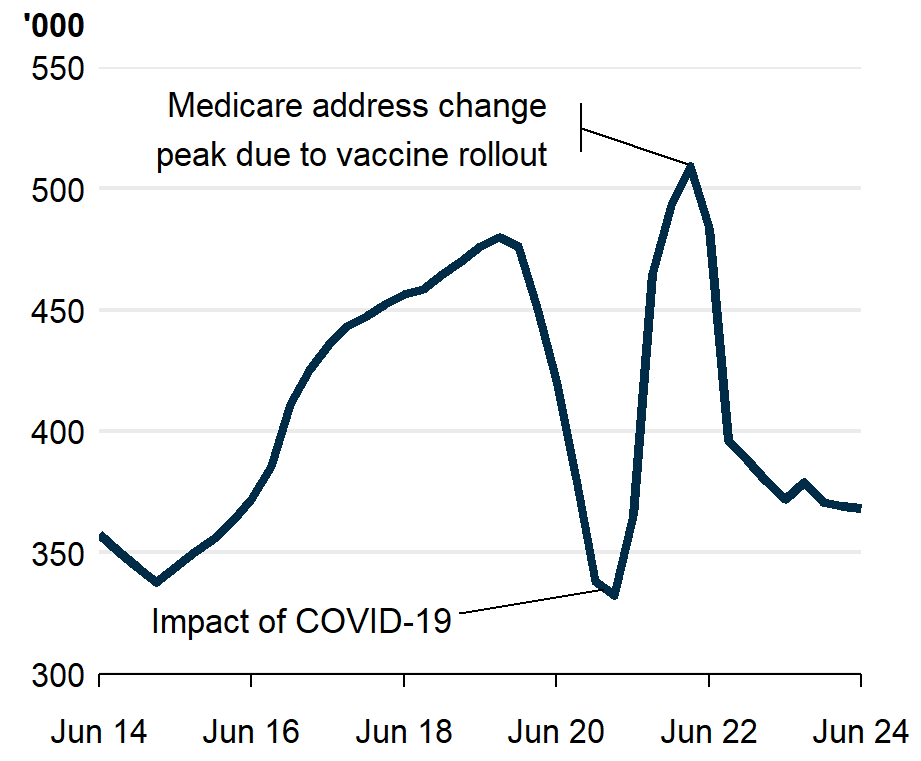 '000
550
Medicare address change
peak due to vaccine rollout
500
450
400
350
Impact of COVID-19
300
Jun 14 Jun 16 Jun 18 Jun 20 Jun 22 Jun 24